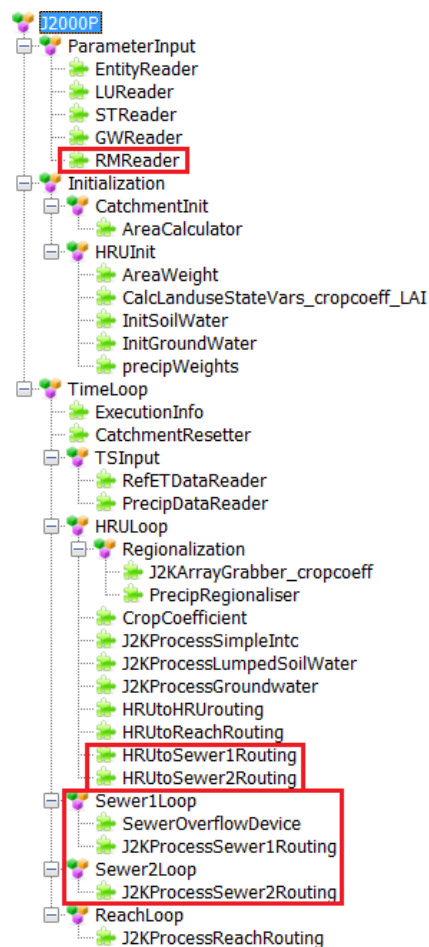 J2000P
ParameterInput
EntityReader
LUReader
STReader
GWReader
RMReader
Initialization
CatchmentInit
AreaCalculator
HRUInit
AreaWeight
CalcLanduseStateVars_cropcoeff_LAI
InitSoilWater
InitGroundWater
precipWeights
TimeLoop
ExecutionInfo
CatchmentResetter
TSInput
RefETDataReader
PrecipDataReader
HRULoop
Regionalization
J2KArrayGrabber_cropcoeff
PrecipRegionaliser
CropCoefficient
J2KProcessSimpleIntc
J2KProcessLumpedSoilWater
J2KProcessGroundwater
HRUtoHRUrouting
HRUtoReachRouting
HRUtoSewer1Routing
HRUtoSewer2Routing
Sewer1Loop
SewerOverflowDevice
J2KProcessSewer1Routing
Sewer2Loop
J2KProcessSewer2Routing
ReachLoop
J2KProcessReachRouting